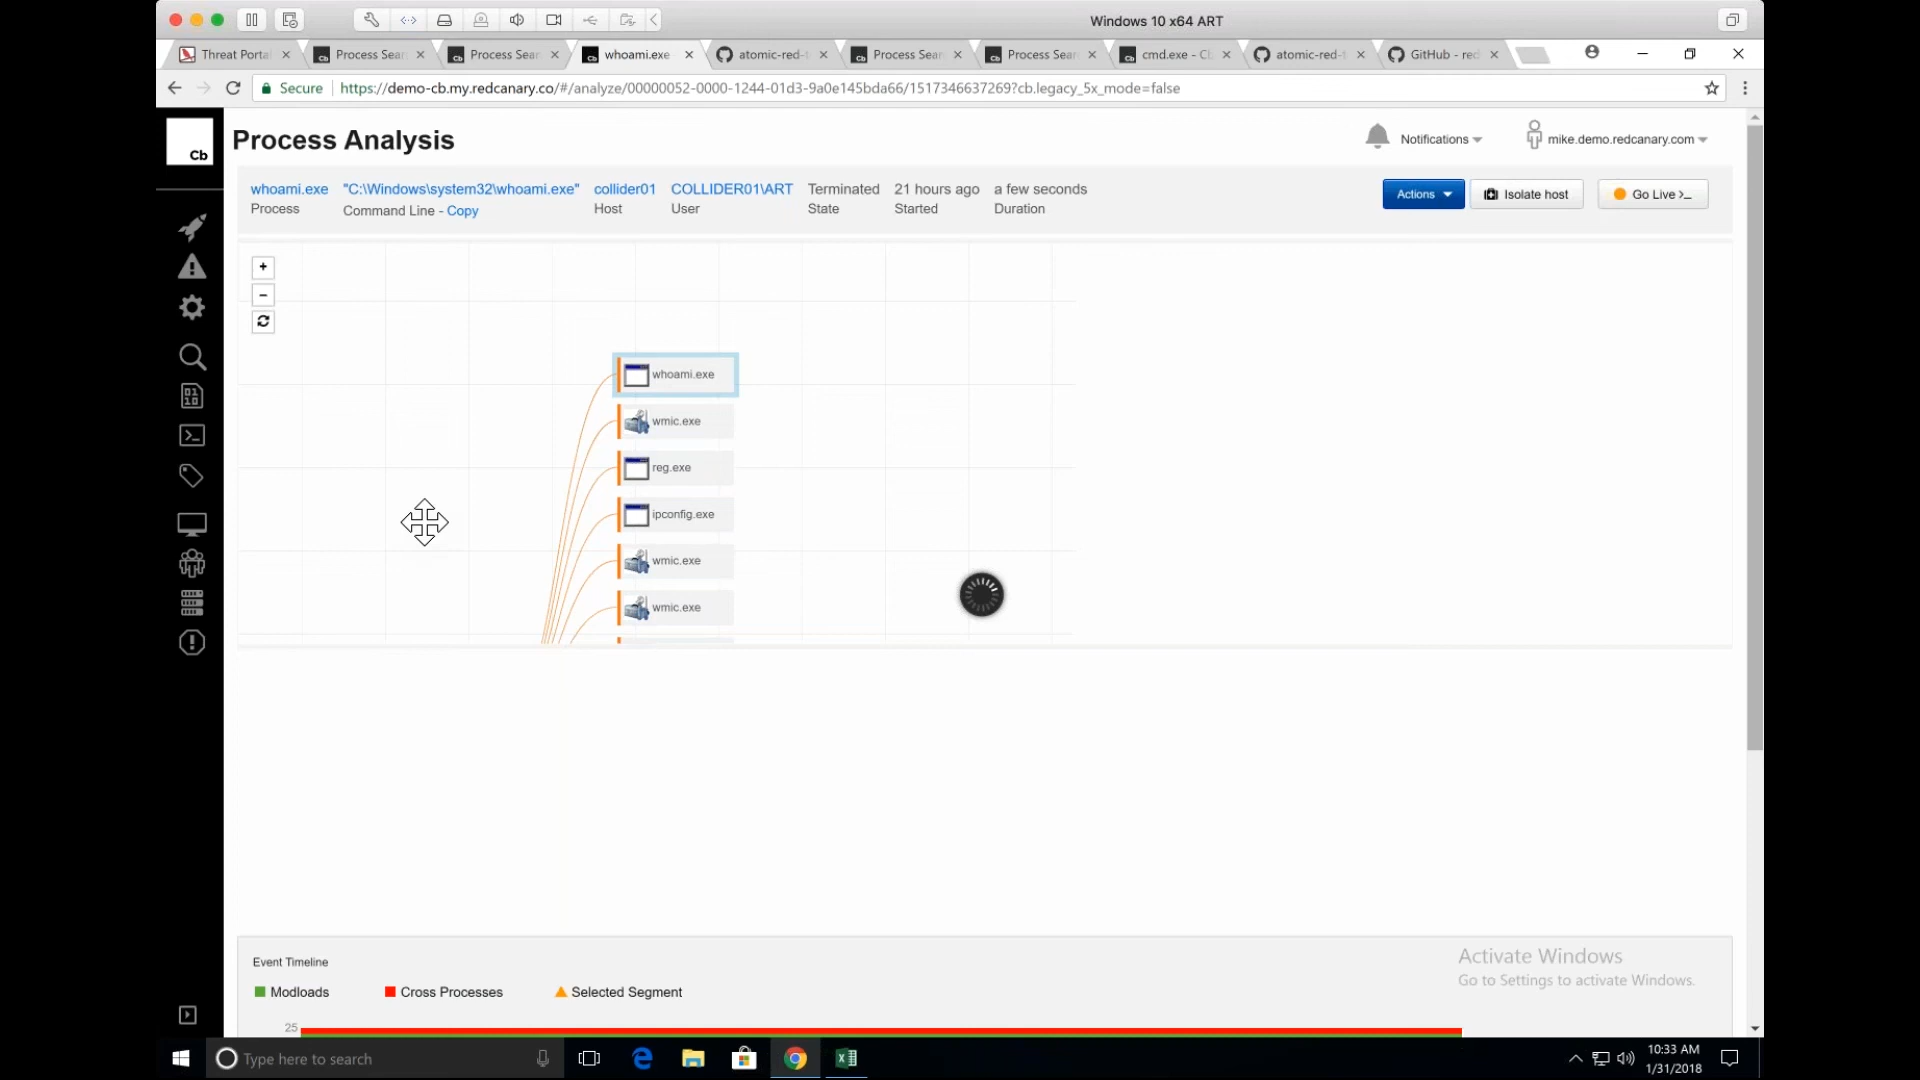 Windows 10 x64 ART
Threat Porta
Process Sear
Process Sear
whoami.exe
atomic-red-t
Process Sear
Process Sear
cmd.exe - Cb
atomic-red-t
GitHub - red
Secure
https://demo-cb.my.redcanary.co/#/analyze/00000052-0000-1244-01d3-9a0e145bda66/1517346637269?cb.legacy_5x_mode=false
Cb
Process Analysis
Notifications
mike.demo.redcanary.com
whoami.exe "C:\Windows\system32\whoami.exe" collider01 COLLIDER01\ART Terminated 21 hours ago a few seconds
Process Command Line - Copy Host User State Started Duration
Actions
Isolate host
Go Live >_
+
−
whoami.exe
wmic.exe
reg.exe
ipconfig.exe
wmic.exe
wmic.exe
Event Timeline
Modloads Cross Processes Selected Segment
25
Activate Windows
Go to Settings to activate Windows.
Type here to search
10:33 AM
1/31/2018